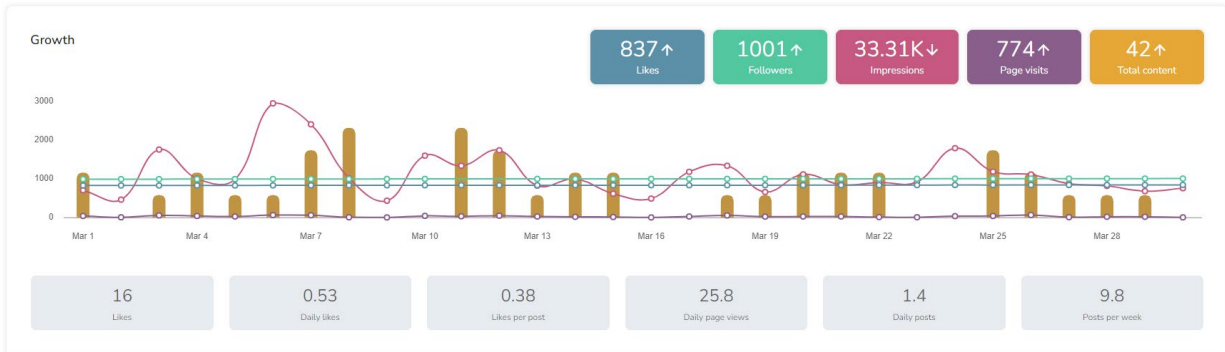 Growth
837↑
Likes
1001↑
Followers
33.31K↓
Impressions
774↑
Page visits
42↑
Total content
3000
2000
1000
0
Mar 1 Mar 4 Mar 7 Mar 10 Mar 13 Mar 16 Mar 19 Mar 22 Mar 25 Mar 28
16
Likes
0.53
Daily likes
0.38
Likes per post
25.8
Daily page views
1.4
Daily posts
9.8
Posts per week